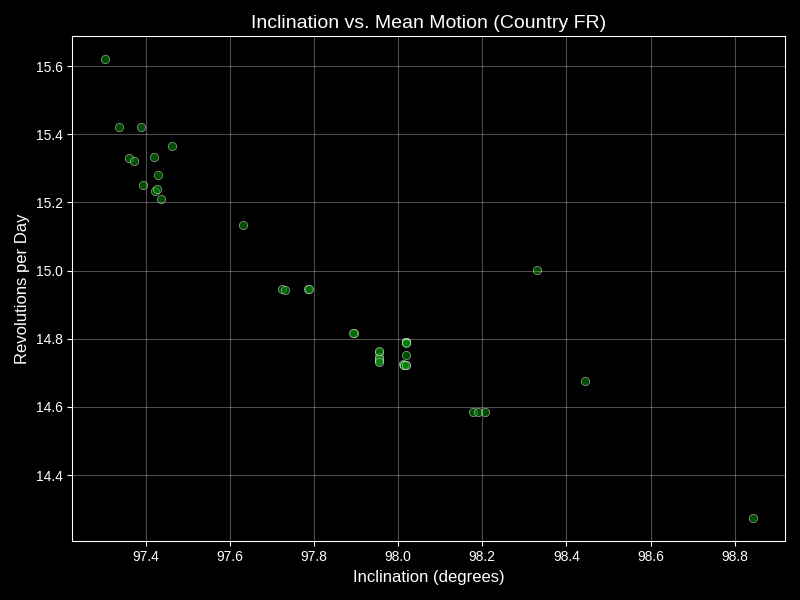 Inclination vs. Mean Motion (Country FR)
Revolutions per Day
15.6
15.4
15.2
15.0
14.8
14.6
14.4
97.4 97.6 97.8 98.0 98.2 98.4 98.6 98.8
Inclination (degrees)